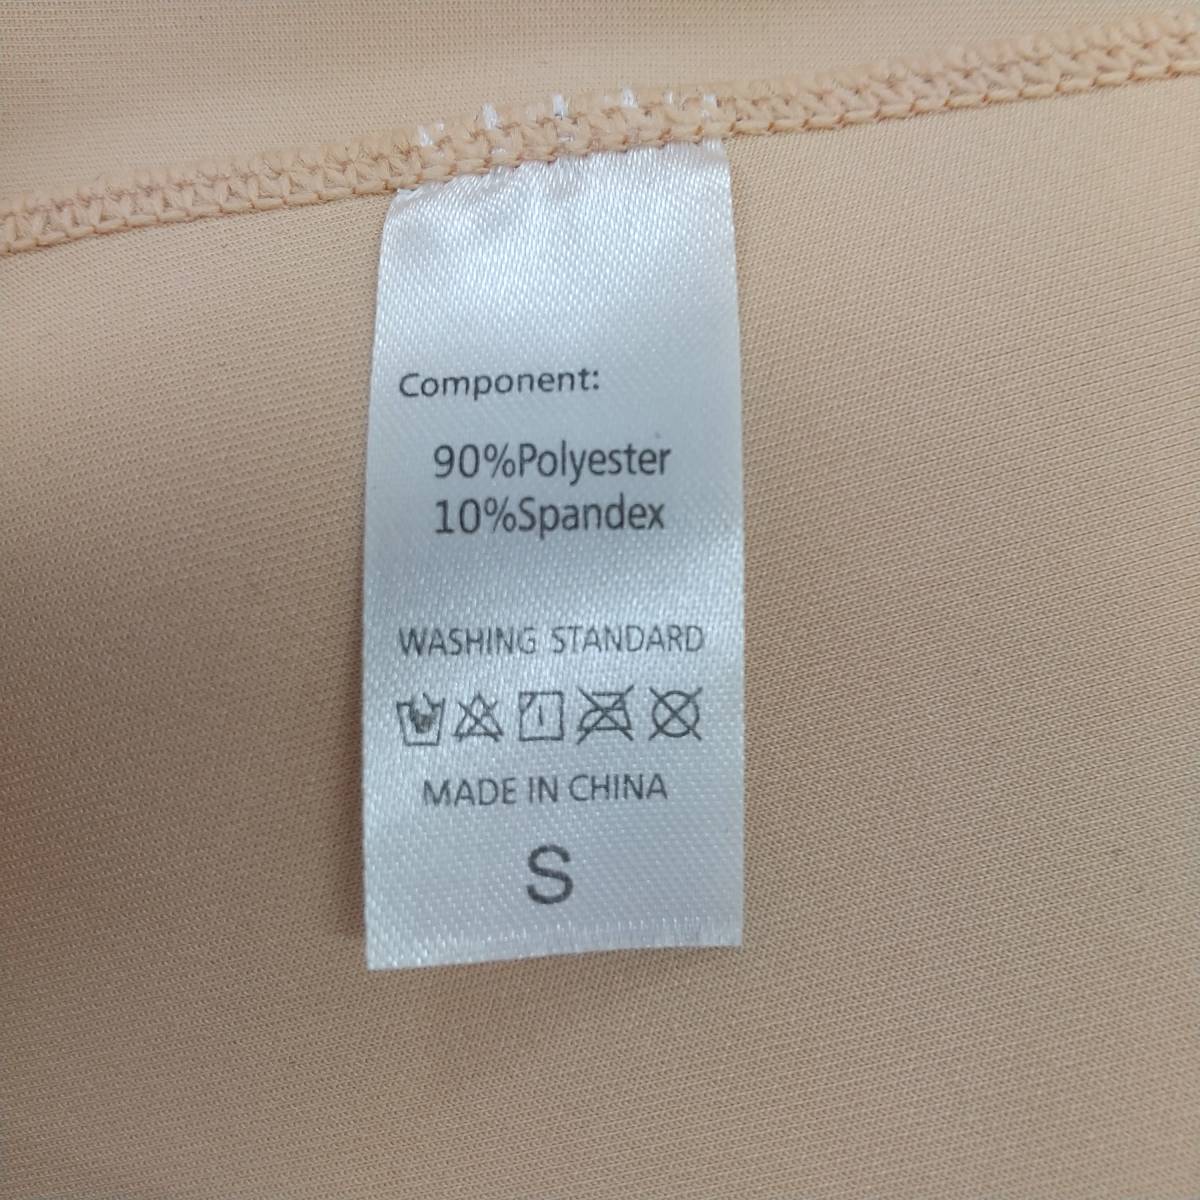 Component:
90%Polyester
10%Spandex
WASHING STANDARD
MADE IN CHINA
S